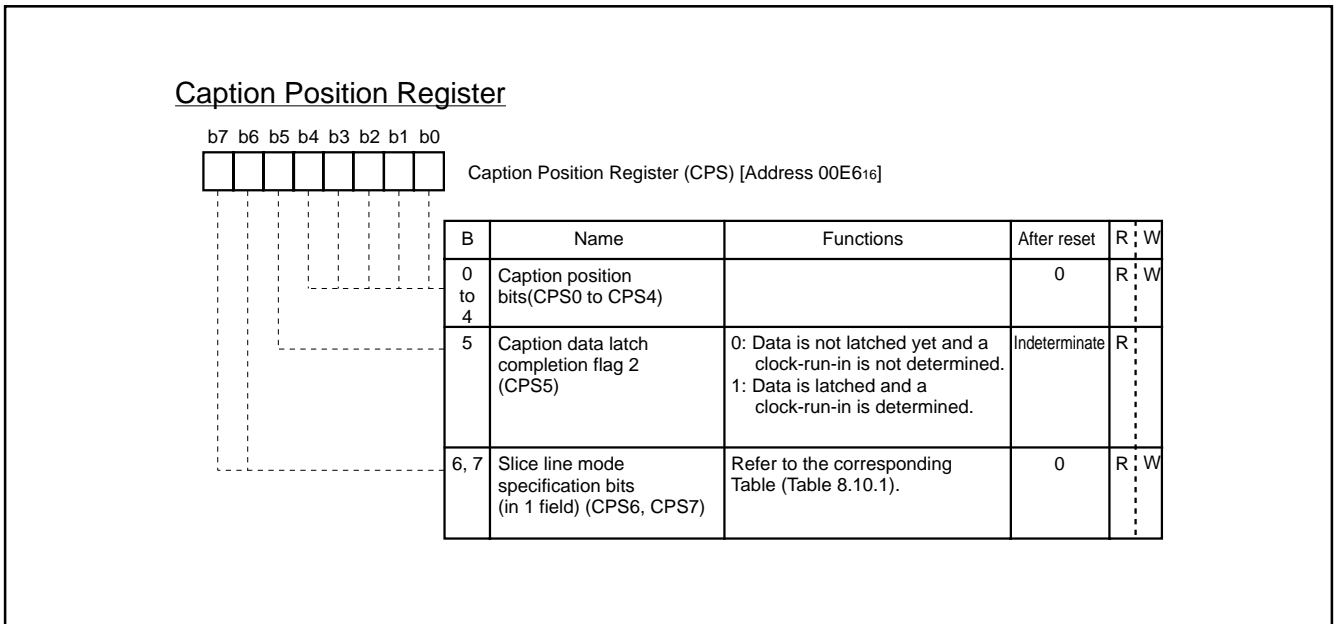 Caption Position Register
b7 b6 b5 b4 b3 b2 b1 b0
Caption Position Register (CPS) [Address 00E616]
B Name Functions After reset R W
0 to 4 Caption position bits(CPS0 to CPS4) 0 R W
5 Caption data latch completion flag 2 (CPS5) 0: Data is not latched yet and a clock-run-in is not determined. 1: Data is latched and a clock-run-in is determined. Indeterminate R
6, 7 Slice line mode specification bits (in 1 field) (CPS6, CPS7) Refer to the corresponding Table (Table 8.10.1). 0 R W